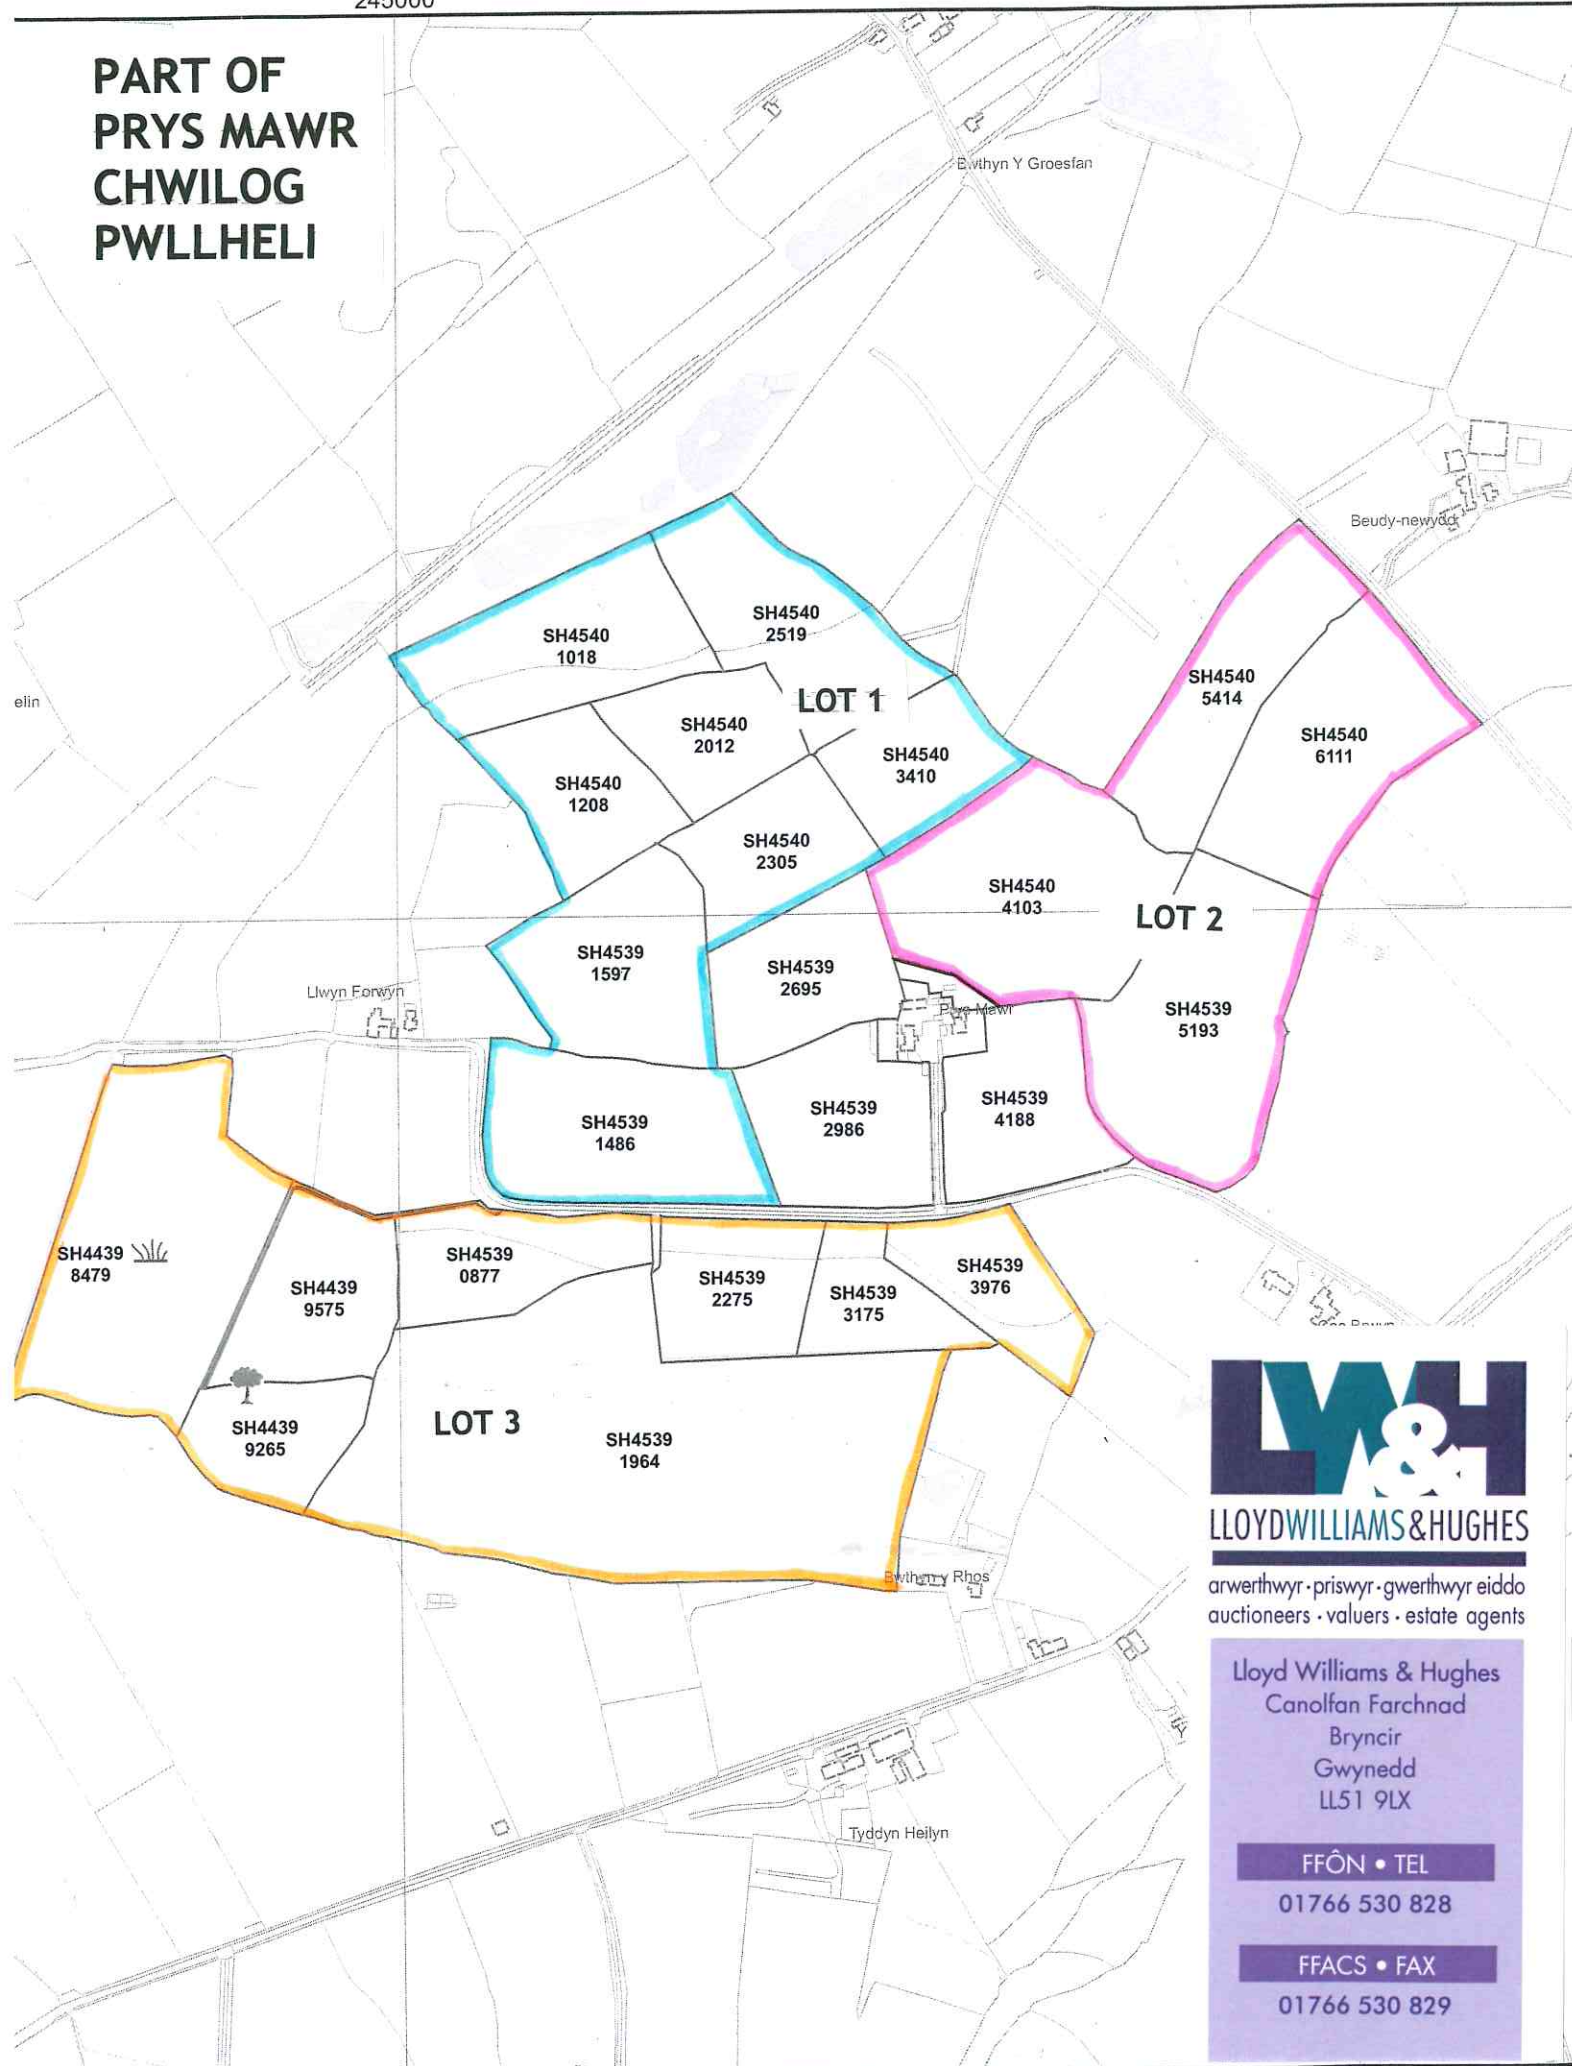 PART OF
PRYS MAWR
CHWILOG
PWLLHELI
Bwthyn Y Groesfan
Beudy-newydd
elin
SH4540
2519
SH4540
1018
LOT 1
SH4540
5414
SH4540
2012
SH4540
3410
SH4540
6111
SH4540
1208
SH4540
2305
SH4540
4103
LOT 2
SH4539
1597
SH4539
2695
Llwyn Forwyn
Prys Mawr
SH4539
5193
SH4539
1486
SH4539
2986
SH4539
4188
SH4439
8479
SH4439
9575
SH4539
0877
SH4539
2275
SH4539
3175
SH4539
3976
SH4439
9265
LOT 3
SH4539
1964
Bwthyn y Rhos
Tyddyn Heilyn
LW&H
LLOYDWILLIAMS&HUGHES
arwerthwyr · priswyr · gwerthwyr eiddo
auctioneers · valuers · estate agents
Lloyd Williams & Hughes
Canolfan Farchnad
Bryncir
Gwynedd
LL51 9LX
FFÔN • TEL
01766 530 828
FFACS • FAX
01766 530 829